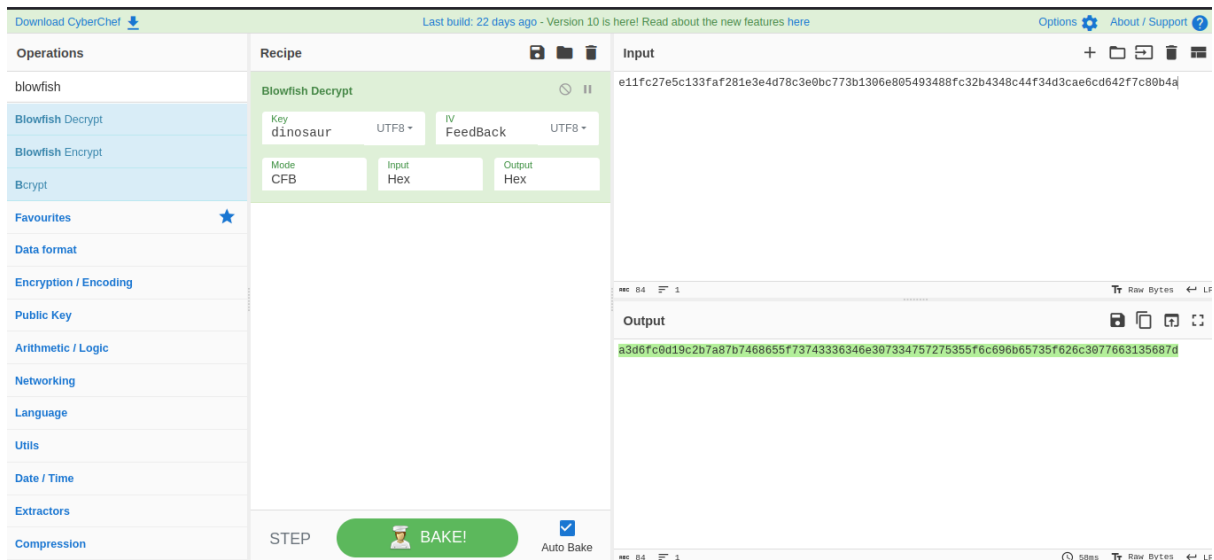 Download CyberChef
Last build: 22 days ago - Version 10 is here! Read about the new features here
Options
About / Support
Operations
blowfish
Blowfish Decrypt
Blowfish Encrypt
Bcrypt
Favourites
Data format
Encryption / Encoding
Public Key
Arithmetic / Logic
Networking
Language
Utils
Date / Time
Extractors
Compression
Recipe
Blowfish Decrypt
Key
dinosaur
UTF8
IV
FeedBack
UTF8
Mode
CFB
Input
Hex
Output
Hex
STEP
BAKE!
Auto Bake
Input
e11fc27e5c133faf281e3e4d78c3e0bc773b1306e805493488fc32b4348c44f34d3cae6cd642f7c80b4a
ABC 84 1
Tr Raw Bytes LF
Output
a3d6fc0d19c2b7a87b7468655f73743336346e307334757275355f6c696b65735f626c3077663135687d
ABC 84 1
58ms Tr Raw Bytes LF